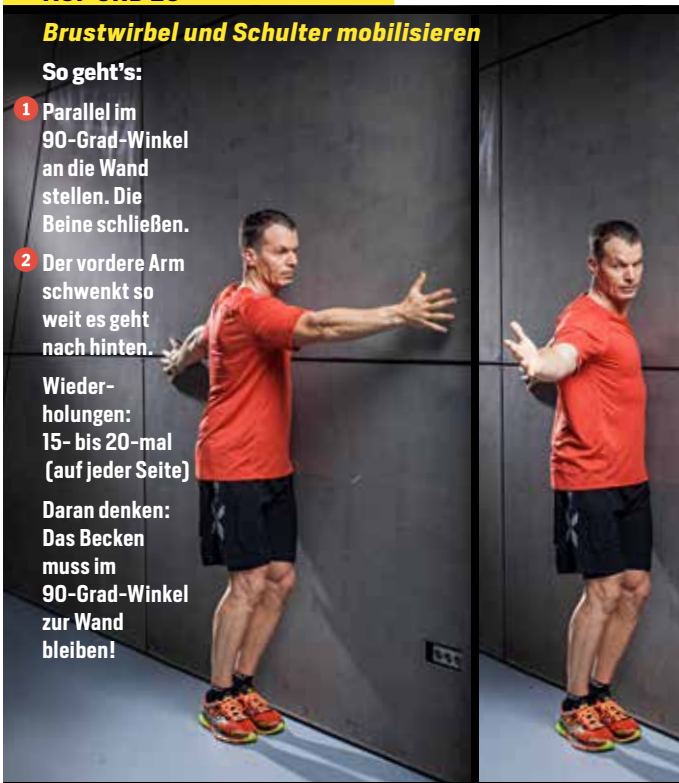 Brustwirbel und Schulter mobilisieren
So geht's:
1 Parallel im
90-Grad-Winkel
an die Wand
stellen. Die
Beine schließen.
2 Der vordere Arm
schwenkt so
weit es geht
nach hinten.
Wieder-
holungen:
15- bis 20-mal
(auf jeder Seite)
Daran denken:
Das Becken
muss im
90-Grad-Winkel
zur Wand
bleiben!